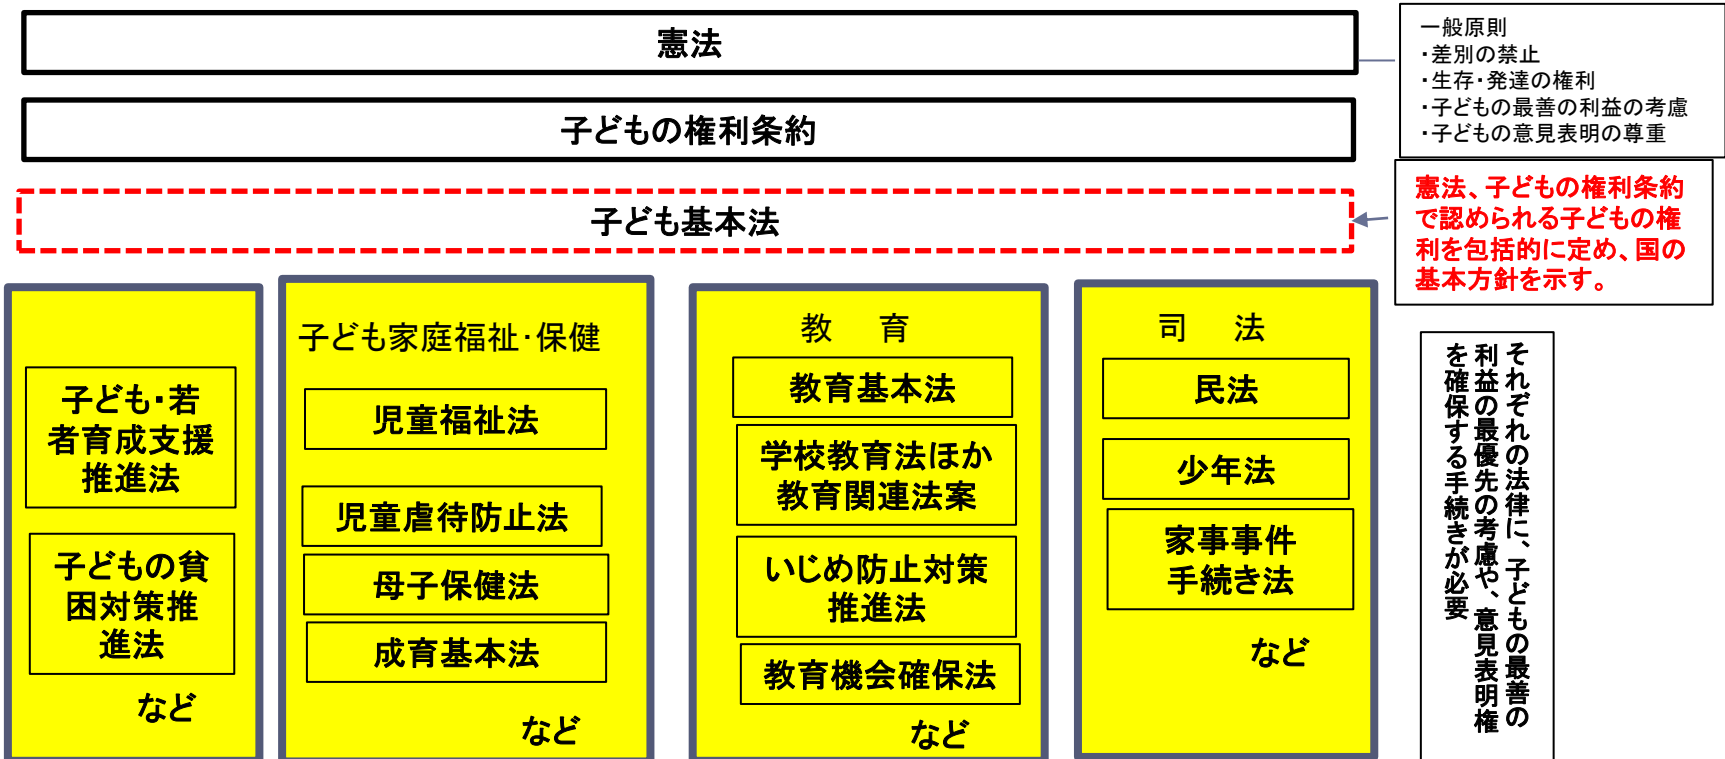 憲法
一般原則
・差別の禁止
・生存・発達の権利
・子どもの最善の利益の考慮
・子どもの意見表明の尊重
子どもの権利条約
子ども基本法
憲法、子どもの権利条約
で認められる子どもの権
利を包括的に定め、国の
基本方針を示す。
子ども・若
者育成支援
推進法
子どもの貧
困対策推
進法
など
子ども家庭福祉・保健
児童福祉法
児童虐待防止法
母子保健法
成育基本法
など
教　育
教育基本法
学校教育法ほか
教育関連法案
いじめ防止対策
推進法
教育機会確保法
など
司　法
民法
少年法
家事事件
手続き法
など
それぞれの法律に、子どもの最善の
利益の最優先の考慮や、意見表明権
を確保する手続きが必要